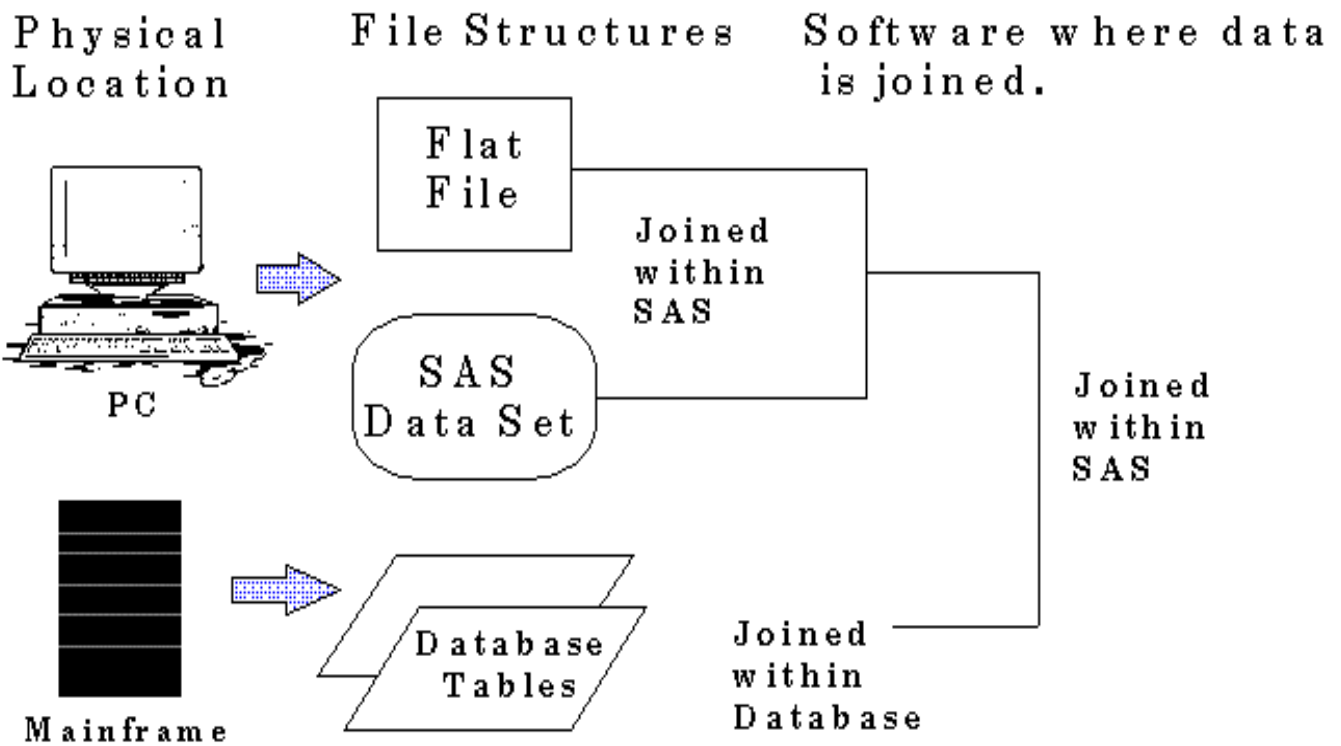 Physical
Location
File Structures
Software where data
is joined.
Flat
File
Joined
within
SAS
PC
SAS
Data Set
Joined
within
SAS
Mainframe
Database
Tables
Joined
within
Database